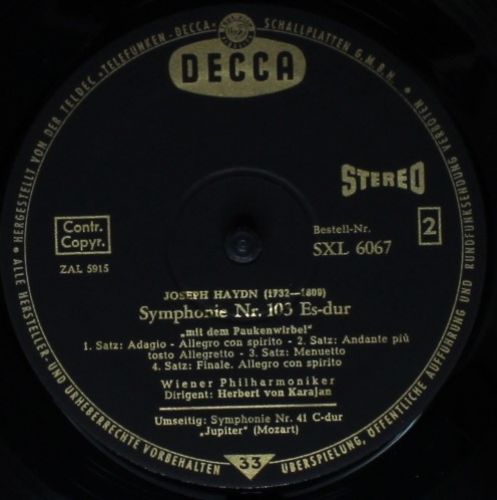 HERGESTELLT VON DER TELDEC • TELEFUNKEN - DECCA - SCHALLPLATTEN G.M.B.H. •
ALLE HERSTELLER- UND URHEBERRECHTE VORBEHALTEN
ÜBERSPIELUNG, ÖFFENTLICHE AUFFÜHRUNG UND RUNDFUNKSENDUNG VERBOTEN
DECCA
STEREO
Contr.
Copyr.
ZAL 5915
Bestell-Nr.
SXL 6067
2
JOSEPH HAYDN (1732—1809)
Symphonie Nr. 103 Es-dur
„mit dem Paukenwirbel"
1. Satz: Adagio - Allegro con spirito - 2. Satz: Andante più
tosto Allegretto - 3. Satz: Menuetto
4. Satz: Finale. Allegro con spirito
Wiener Philharmoniker
Dirigent: Herbert von Karajan
Umseitig: Symphonie Nr. 41 C-dur
„Jupiter" (Mozart)
33